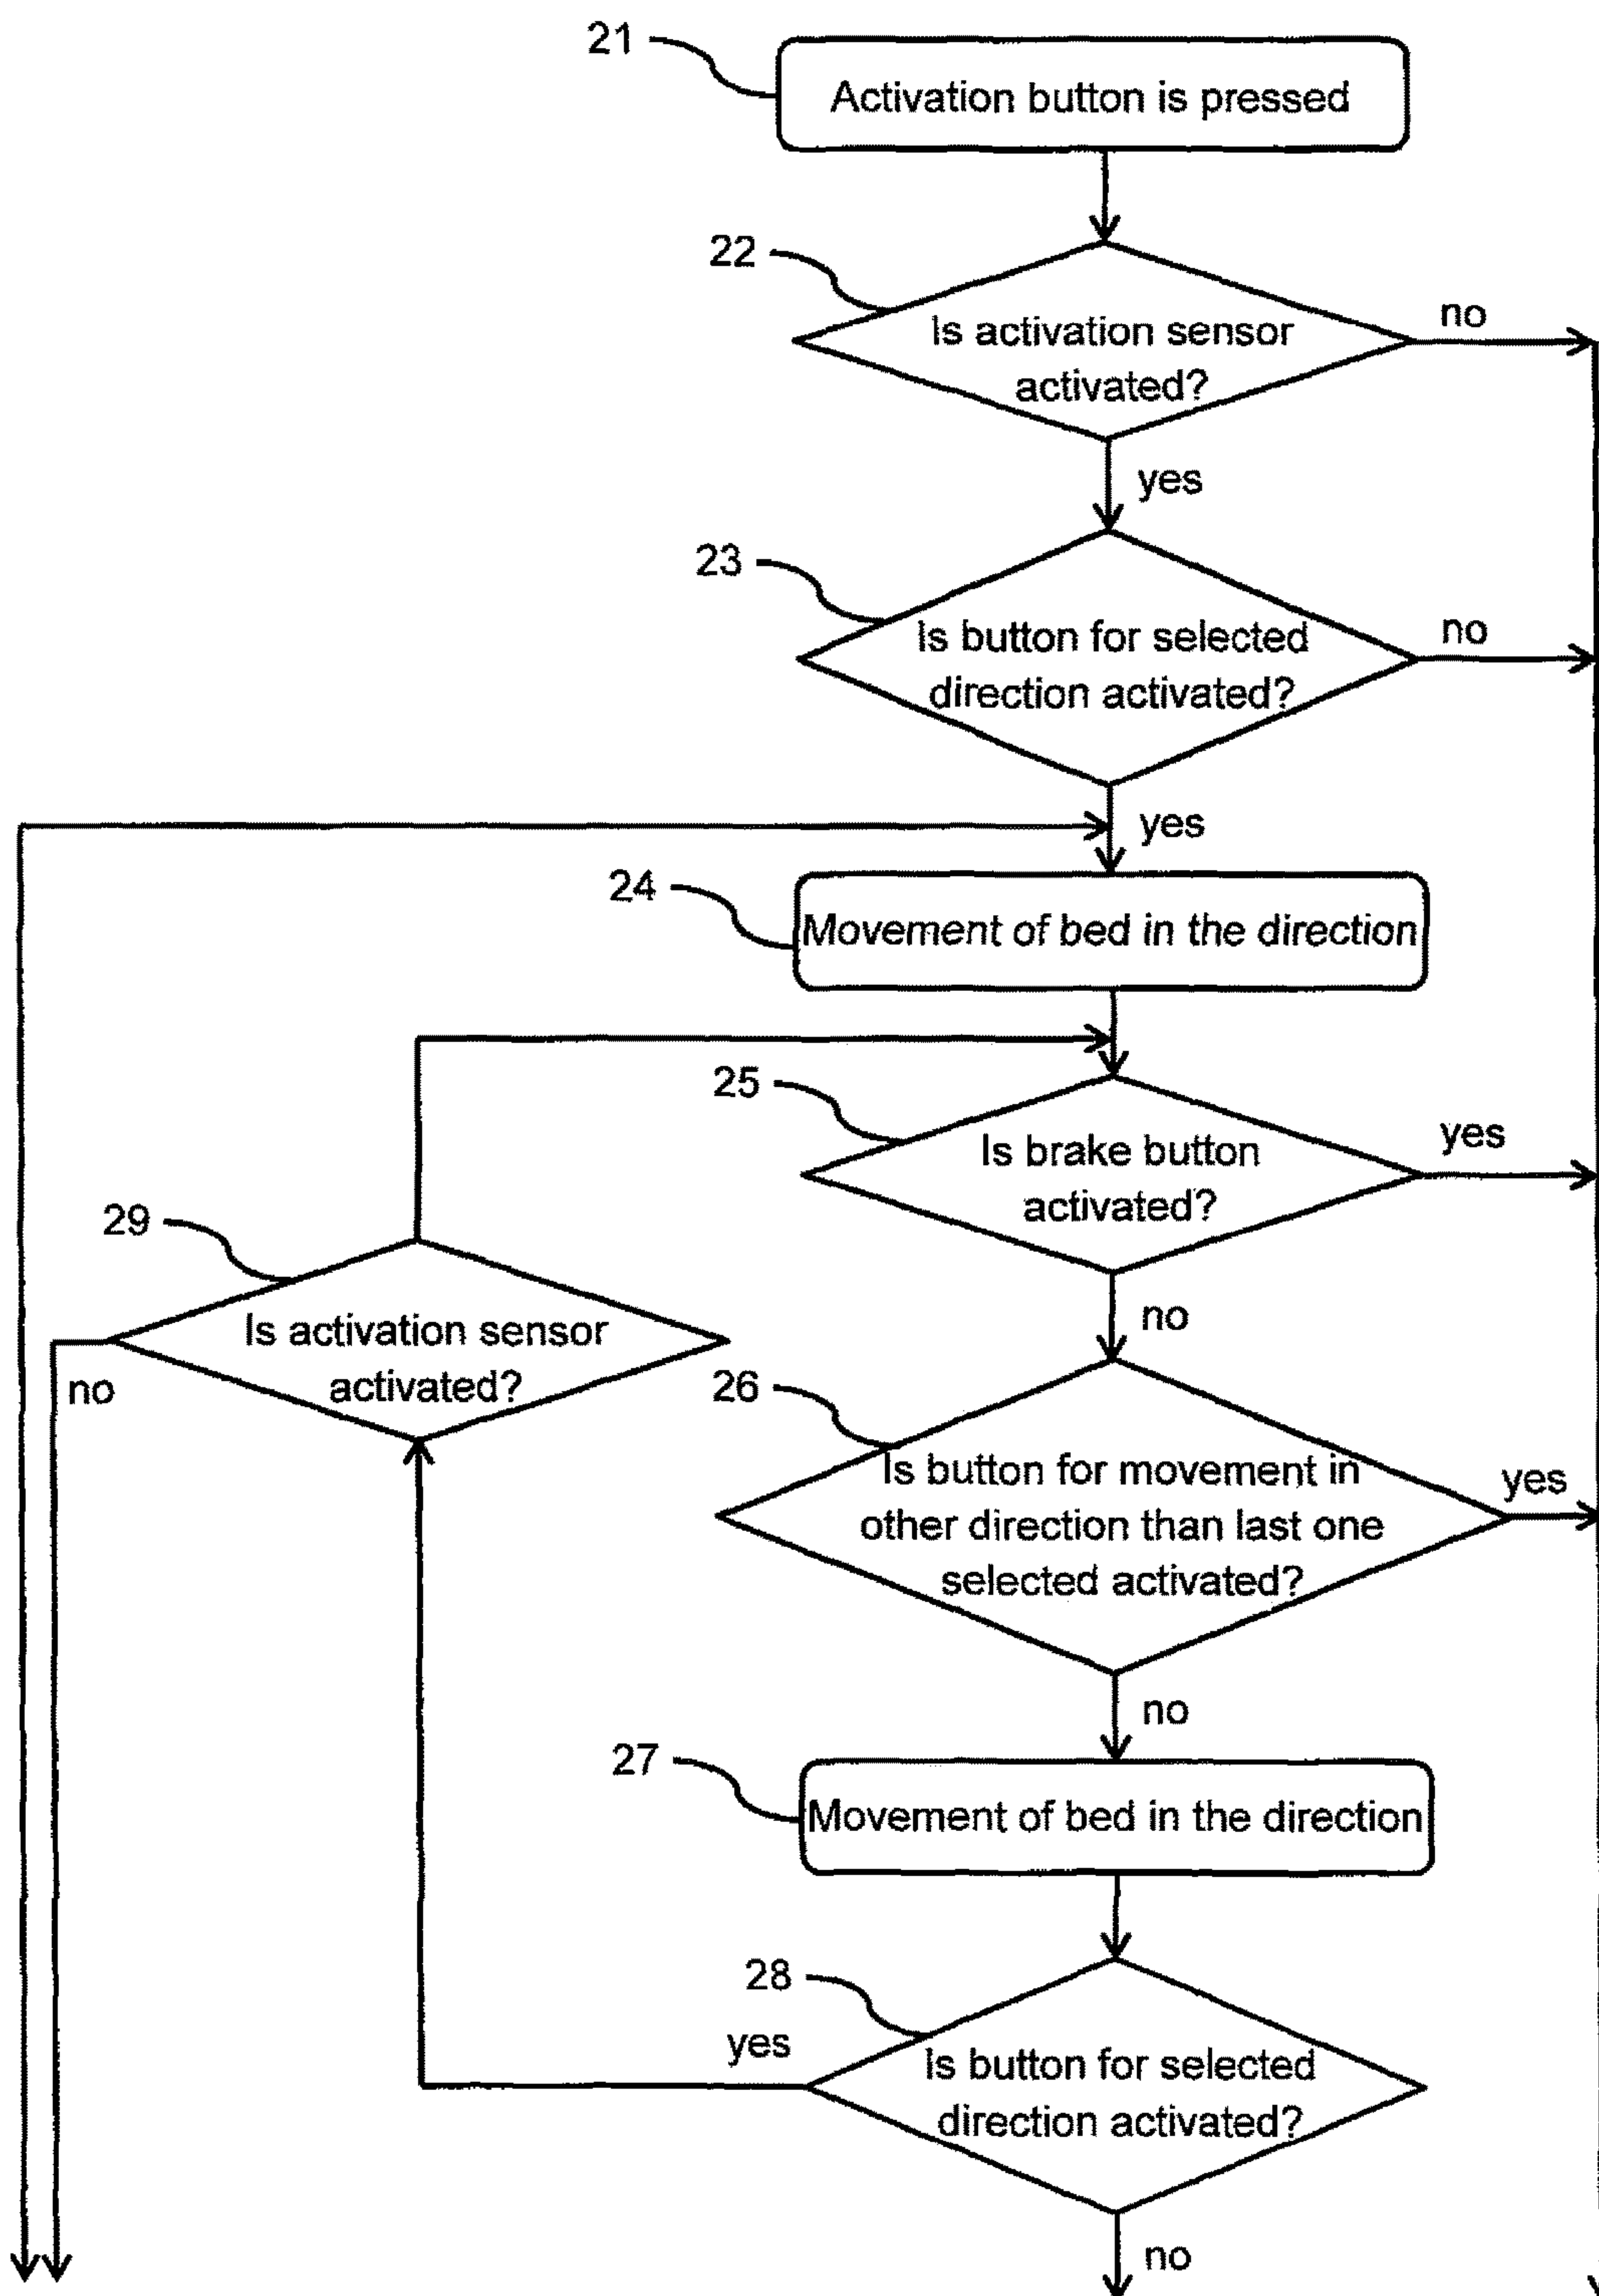 21
Activation button is pressed
22
Is activation sensor
activated?
no
yes
23
Is button for selected
direction activated?
no
yes
24
Movement of bed in the direction
25
Is brake button
activated?
yes
no
29
Is activation sensor
activated?
no
26
Is button for movement in
other direction than last one
selected activated?
yes
no
27
Movement of bed in the direction
28
Is button for selected
direction activated?
yes
no